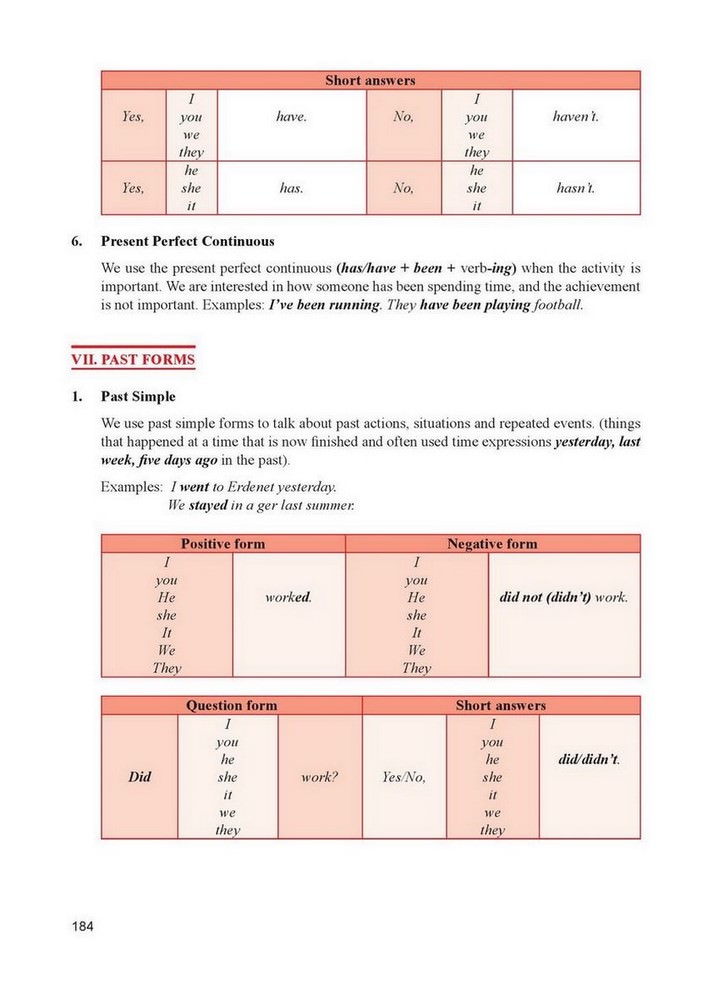 Short answers
Yes, I you we they have. No, I you we they haven't.
Yes, he she it has. No, he she it hasn't.
6. Present Perfect Continuous
We use the present perfect continuous (has/have + been + verb-ing) when the activity is
important. We are interested in how someone has been spending time, and the achievement
is not important. Examples: I've been running. They have been playing football.
VII. PAST FORMS
1. Past Simple
We use past simple forms to talk about past actions, situations and repeated events. (things
that happened at a time that is now finished and often used time expressions yesterday, last
week, five days ago in the past).
Examples: I went to Erdenet yesterday.
We stayed in a ger last summer.
Positive form Negative form
I I
you you
He worked. He did not (didn't) work.
she she
It It
We We
They They
Question form Short answers
I I
you you
he he did/didn't.
Did she work? Yes/No, she
it it
we we
they they
184